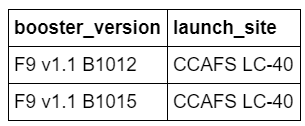 booster_version launch_site
F9 v1.1 B1012 CCAFS LC-40
F9 v1.1 B1015 CCAFS LC-40